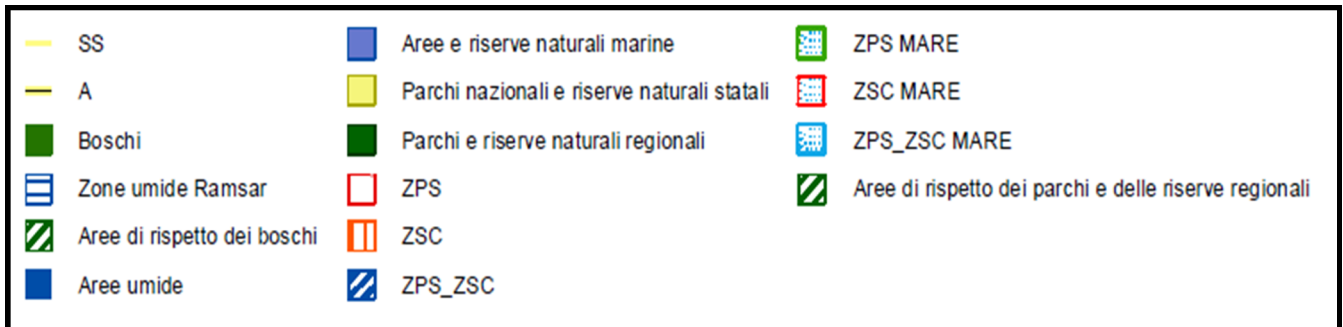 SS
A
Boschi
Zone umide Ramsar
Aree di rispetto dei boschi
Aree umide
Aree e riserve naturali marine
Parchi nazionali e riserve naturali statali
Parchi e riserve naturali regionali
ZPS
ZSC
ZPS_ZSC
ZPS MARE
ZSC MARE
ZPS_ZSC MARE
Aree di rispetto dei parchi e delle riserve regionali